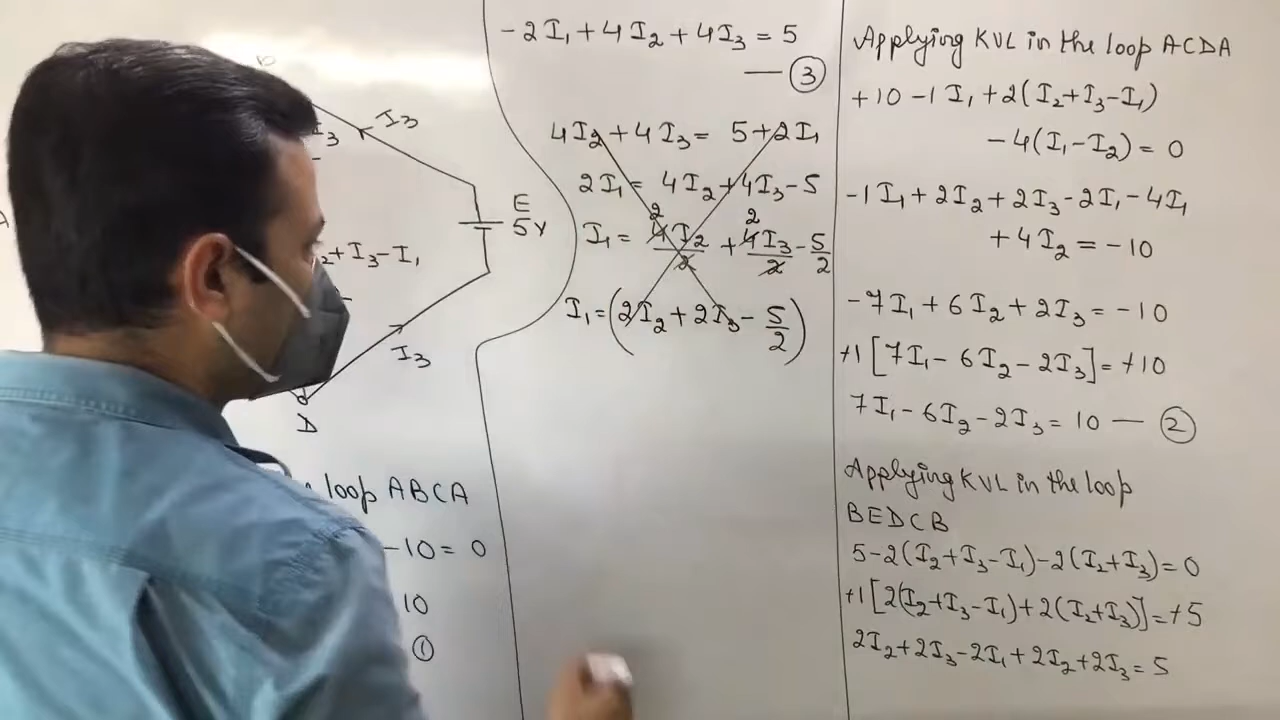 I₃
I₃
E
5V
₂+I₃-I₁
I₃
D
loop ABCA
-10 = 0
10
①
-2I₁+4I₂+4I₃ = 5
— ③
4I₂+4I₃ = 5+2I₁
2I₁ = 4I₂+4I₃-5
2 2
I₁ = 4I₂/2 + 4I₃/2 - 5/2
I₁ = (2I₂+2I₃ - 5/2)
Applying KVL in the loop ACDA
+10 -1I₁ +2(I₂+I₃-I₁)
-4(I₁-I₂) = 0
-1I₁+2I₂+2I₃-2I₁-4I₁
+4I₂ = -10
-7I₁+6I₂+2I₃ = -10
+1[7I₁-6I₂-2I₃] = +10
7I₁-6I₂-2I₃ = 10 — ②
Applying KVL in the loop
BEDCB
5-2(I₂+I₃-I₁)-2(I₂+I₃) = 0
+1[2(I₂+I₃-I₁)+2(I₂+I₃)] = +5
2I₂+2I₃-2I₁+2I₂+2I₃ = 5